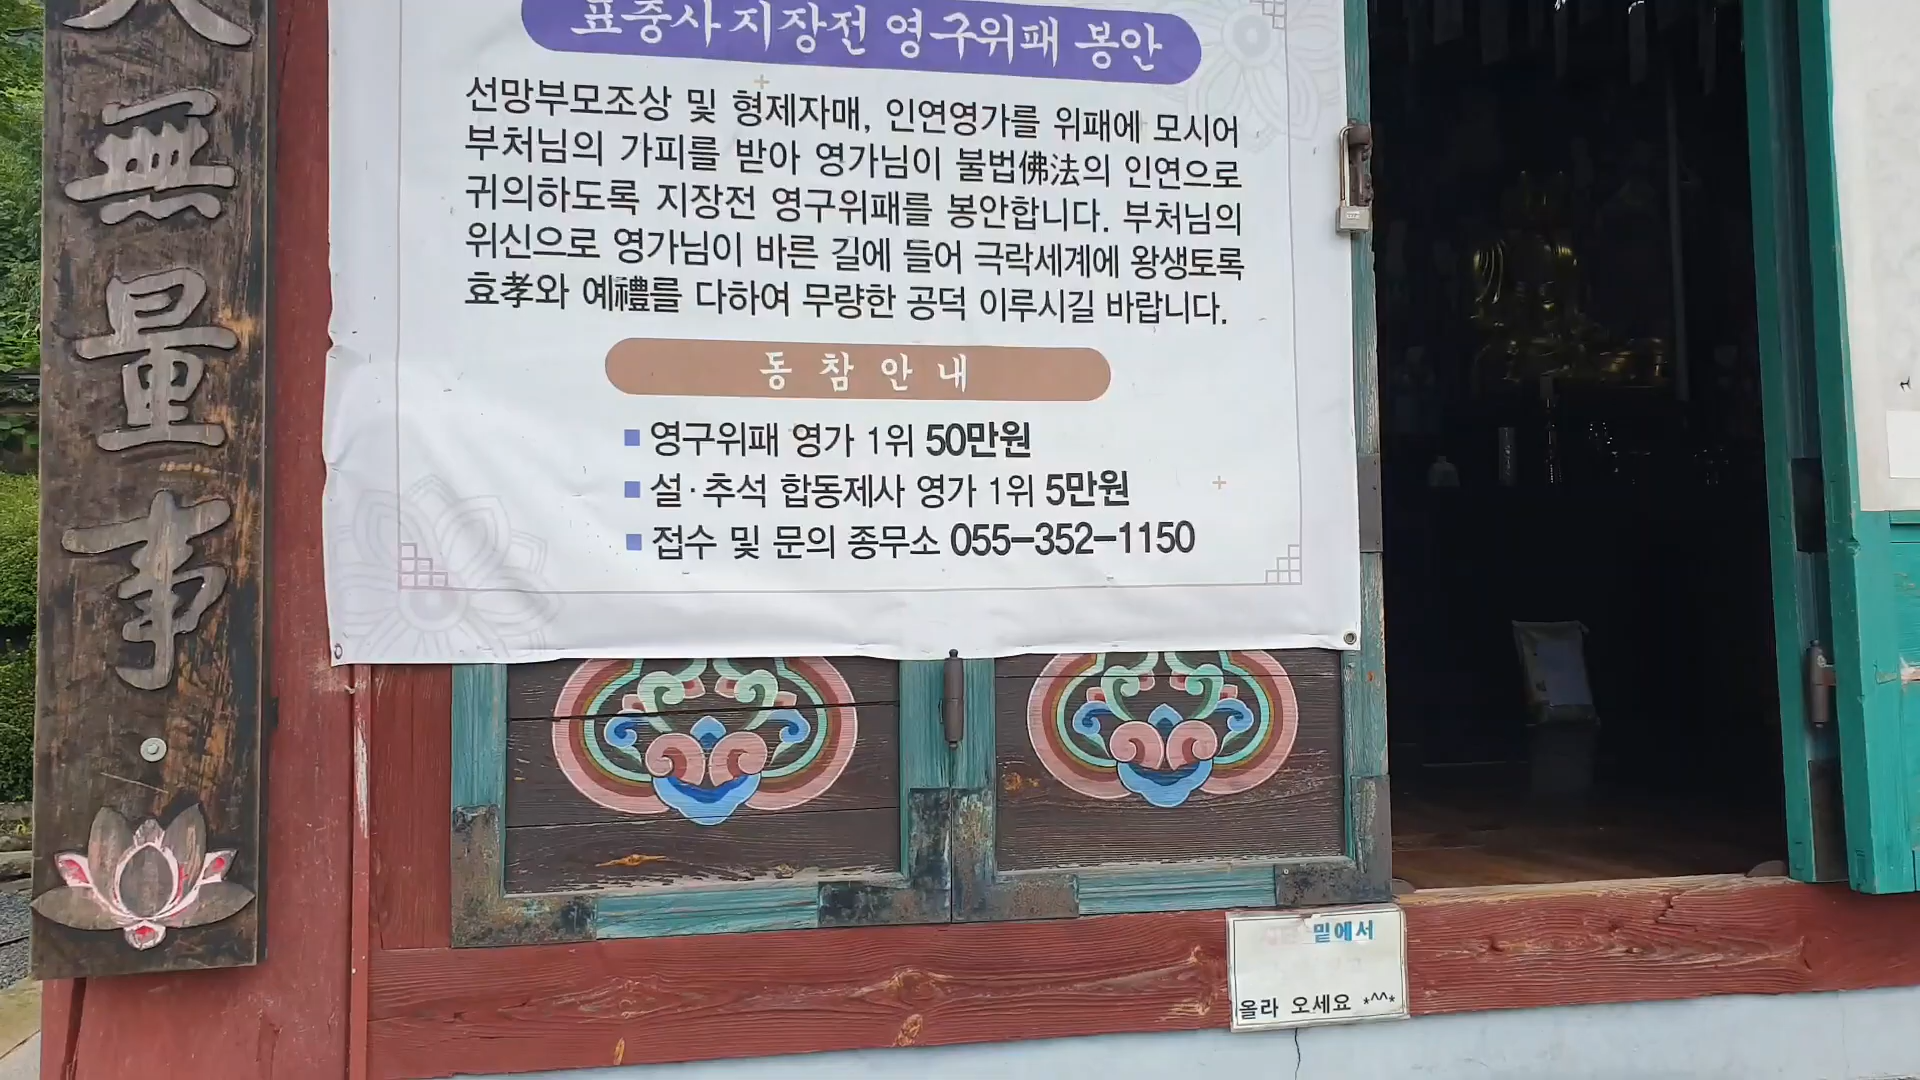 無
量
事
표충사 지장전 영구위패 봉안
선망부모조상 및 형제자매, 인연영가를 위패에 모시어
부처님의 가피를 받아 영가님이 불법佛法의 인연으로
귀의하도록 지장전 영구위패를 봉안합니다. 부처님의
위신으로 영가님이 바른 길에 들어 극락세계에 왕생토록
효孝와 예禮를 다하여 무량한 공덕 이루시길 바랍니다.
동 참 안 내
■ 영구위패 영가 1위 50만원
■ 설·추석 합동제사 영가 1위 5만원
■ 접수 및 문의 종무소 055-352-1150
밑에서
올라 오세요 *^^*